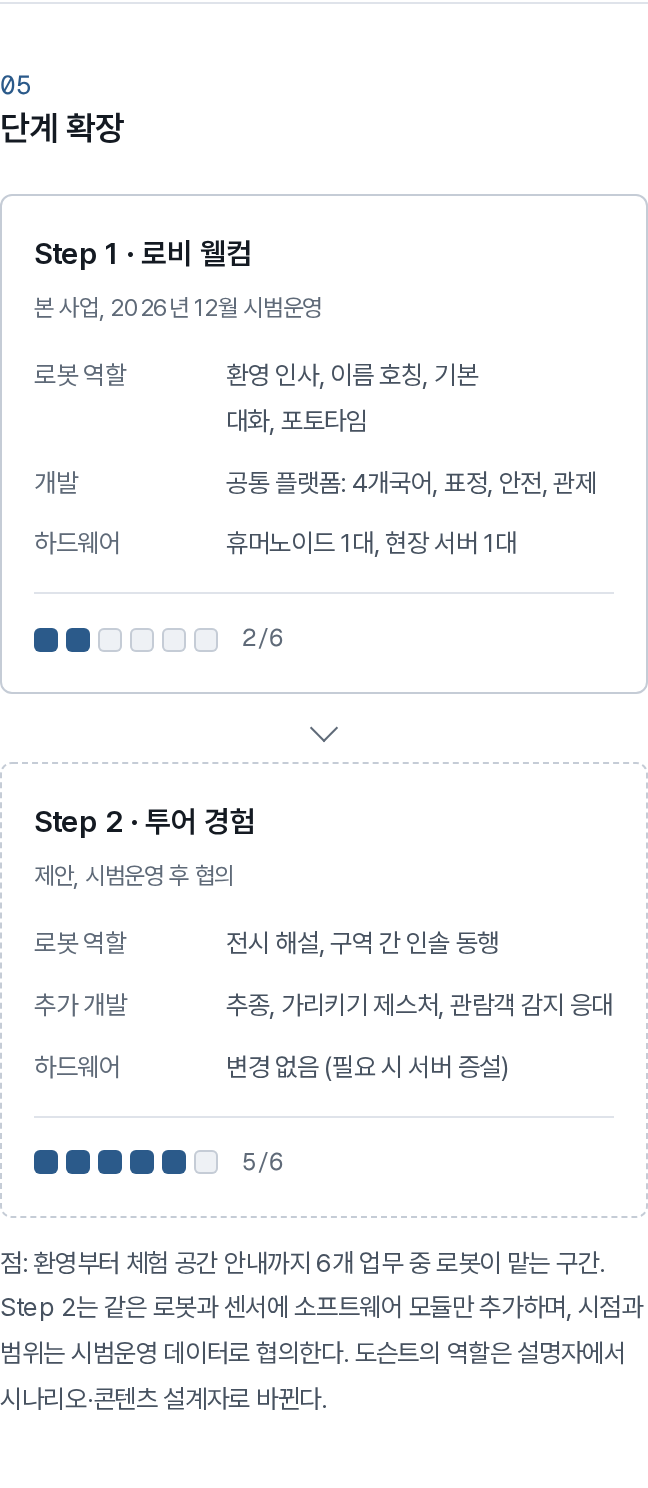 05
단계 확장
Step 1 · 로비 웰컴
본 사업, 2026년 12월 시범운영
로봇 역할 환영 인사, 이름 호칭, 기본
대화, 포토타임
개발 공통 플랫폼: 4개국어, 표정, 안전, 관제
하드웨어 휴머노이드 1대, 현장 서버 1대
2/6
Step 2 · 투어 경험
제안, 시범운영 후 협의
로봇 역할 전시 해설, 구역 간 인솔 동행
추가 개발 추종, 가리키기 제스처, 관람객 감지 응대
하드웨어 변경 없음 (필요 시 서버 증설)
5/6
점: 환영부터 체험 공간 안내까지 6개 업무 중 로봇이 맡는 구간.
Step 2는 같은 로봇과 센서에 소프트웨어 모듈만 추가하며, 시점과
범위는 시범운영 데이터로 협의한다. 도슨트의 역할은 설명자에서
시나리오·콘텐츠 설계자로 바뀐다.